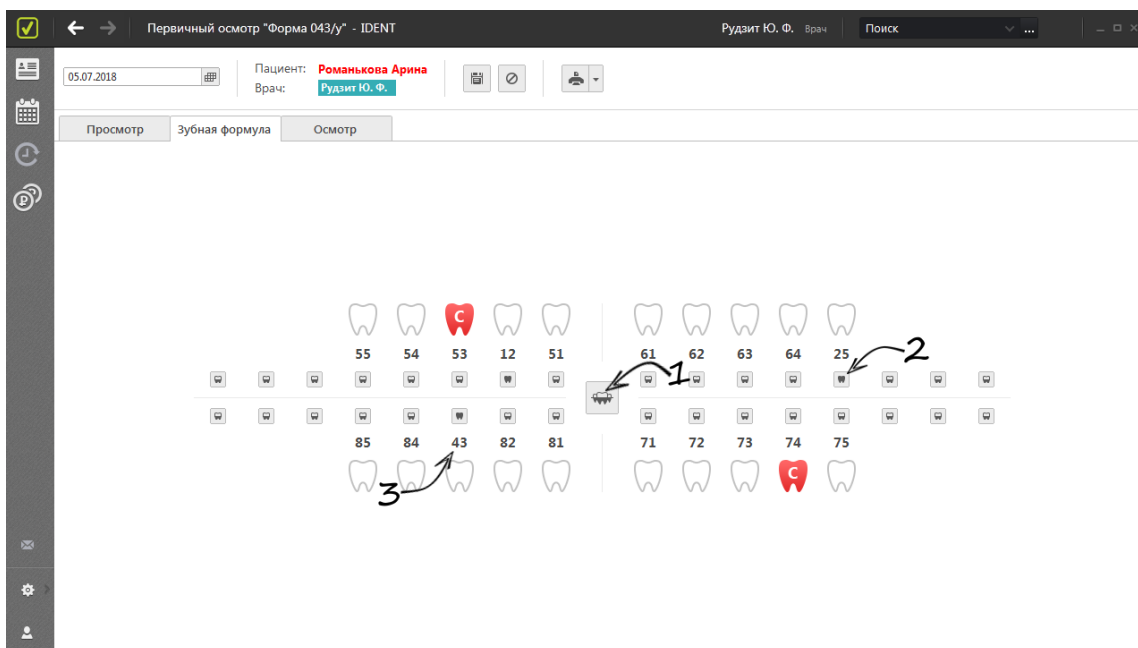 Первичный осмотр "Форма 043/у" - IDENT Рудзит Ю. Ф. Врач Поиск ...
05.07.2018 Пациент: Романькова Арина
Врач: Рудзит Ю. Ф.
Просмотр Зубная формула Осмотр
C
55 54 53 12 51 61 62 63 64 25 2
1
85 84 43 82 81 71 72 73 74 75
C
3